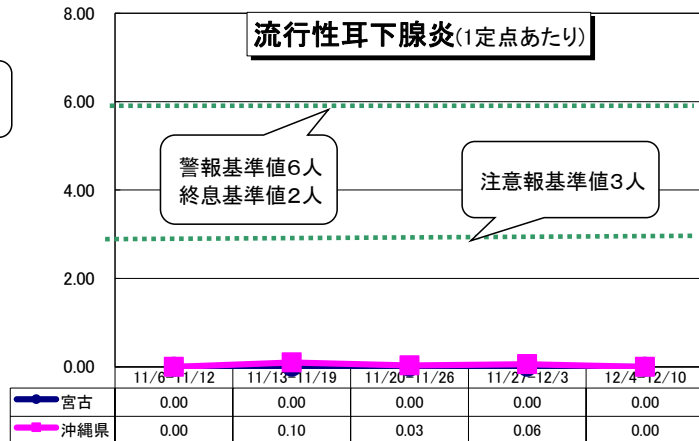 流行性耳下腺炎(1定点あたり)
8.00
6.00
警報基準値6人
終息基準値2人
注意報基準値3人
4.00
2.00
0.00
11/6~11/12 11/13~11/19 11/20~11/26 11/27~12/3 12/4~12/10
宮古 0.00 0.00 0.00 0.00 0.00
沖縄県 0.00 0.10 0.03 0.06 0.00